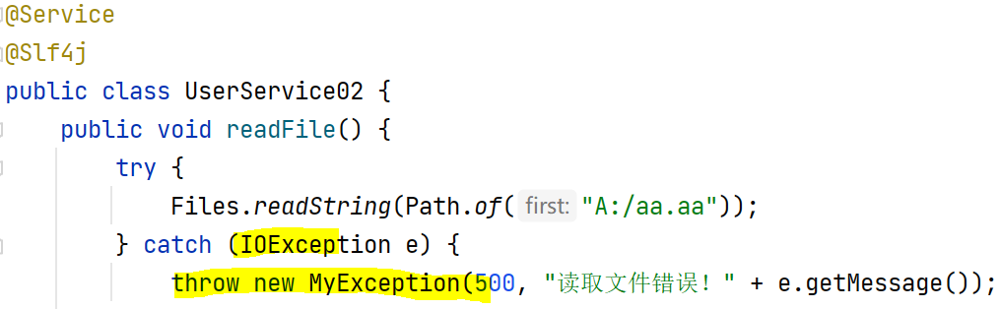 @Service
@Slf4j
public class UserService02 {
public void readFile() {
try {
Files.readString(Path.of( first: "A:/aa.aa"));
} catch (IOException e) {
throw new MyException(500, "读取文件错误！" + e.getMessage());